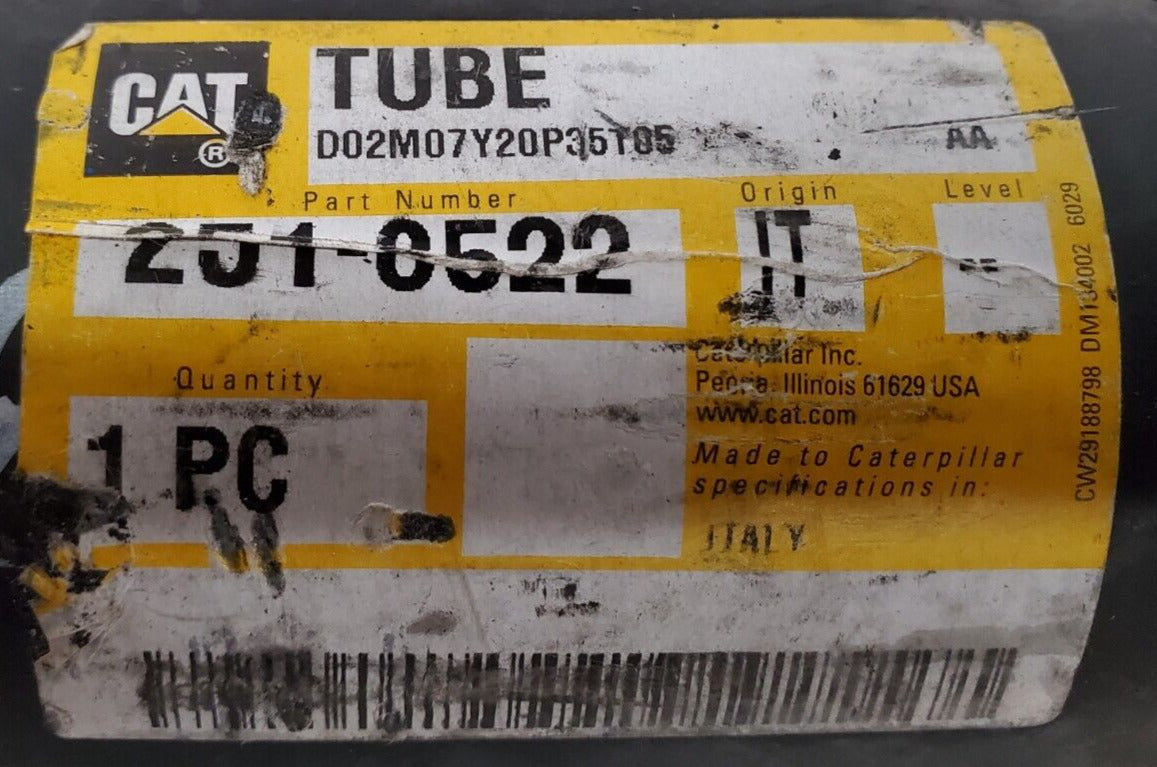 CAT
®
TUBE
D02M07Y20P35T05
AA
Part Number
251-0522
Origin
IT
Level
--
Quantity
1 PC
Caterpillar Inc.
Peoria, Illinois 61629 USA
www.cat.com
Made to Caterpillar
specifications in:
ITALY
CW29188798 DM134002 6029